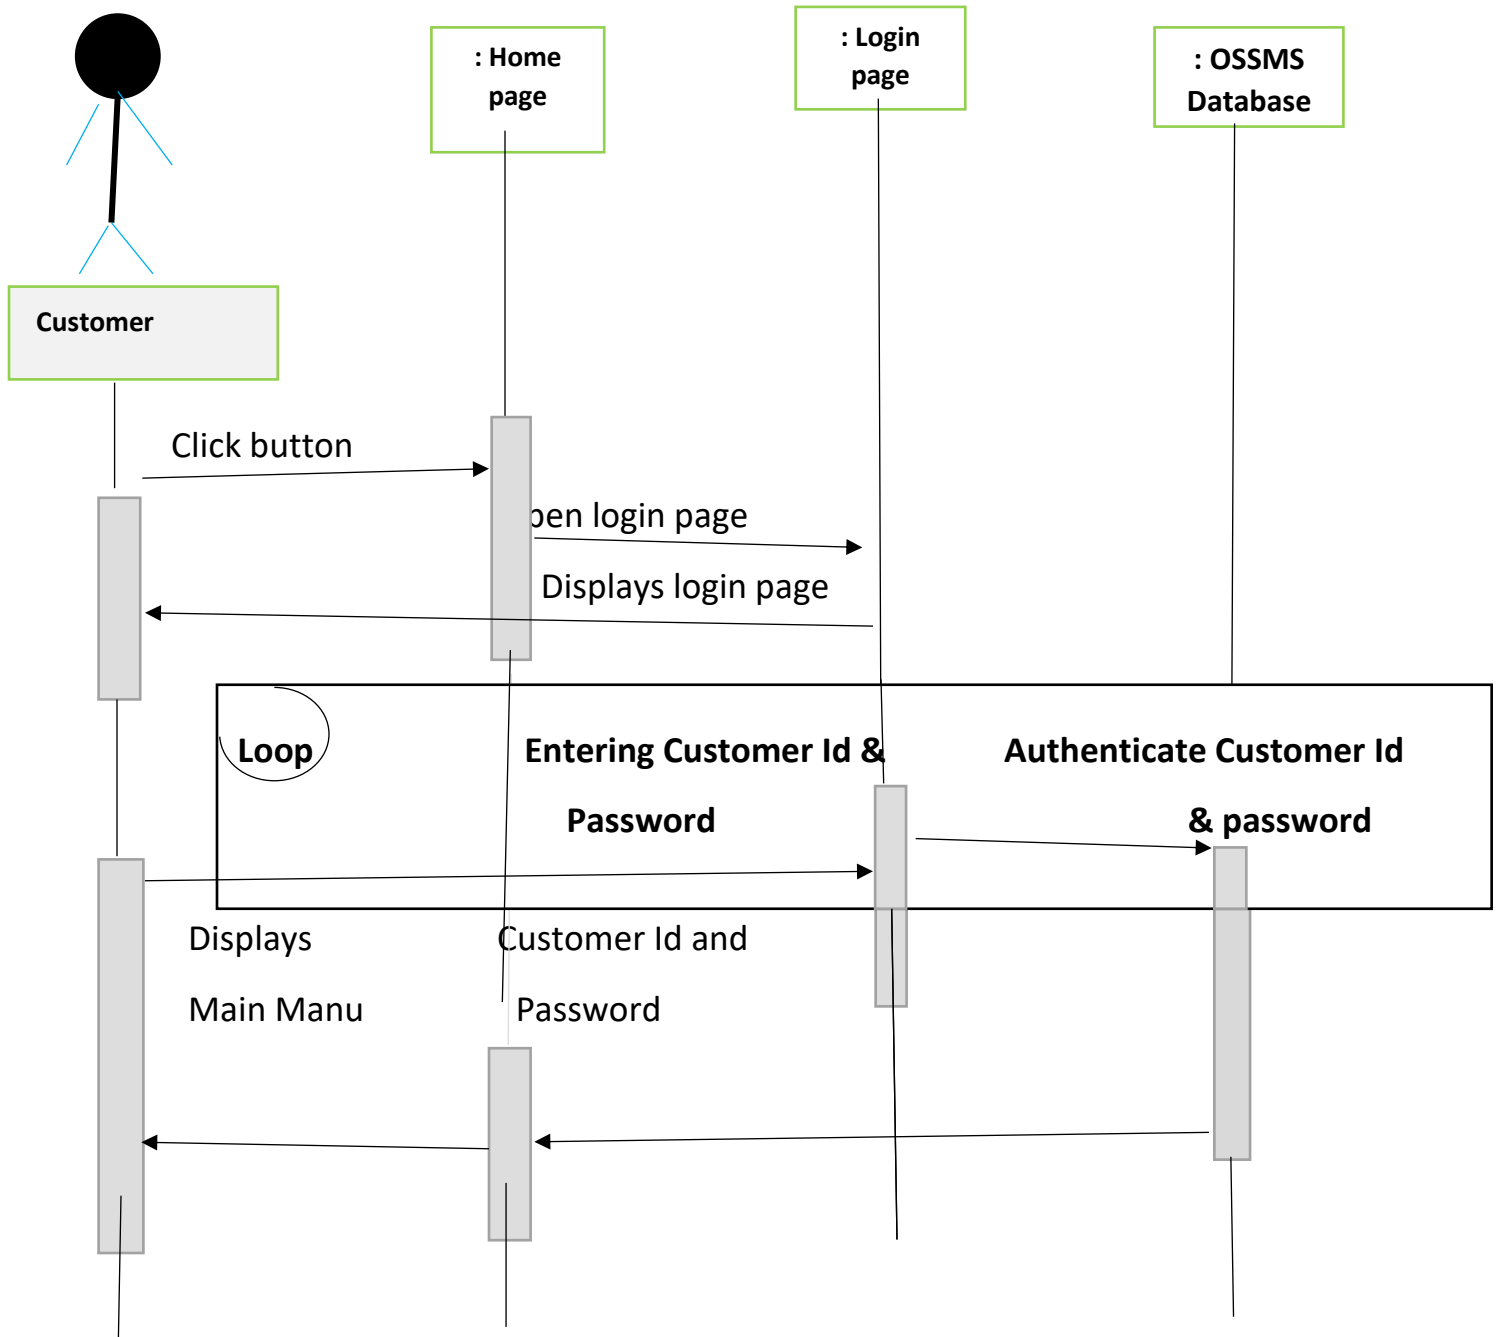 : Home
page
: Login
page
: OSSMS
Database
Customer
Click button
pen login page
Displays login page
Loop
Entering Customer Id &
Password
Authenticate Customer Id
& password
Displays
Main Manu
Customer Id and
Password